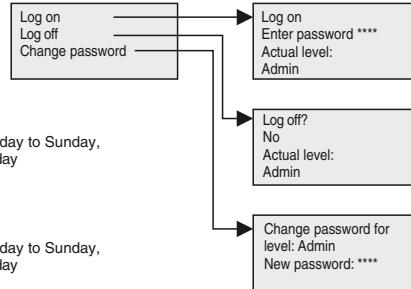 Log on
Log off
Change password
Log on
Enter password ****
Actual level:
Admin
Log off?
No
Actual level:
Admin
day to Sunday,
day
Change password for
level: Admin
New password: ****
day to Sunday,
day